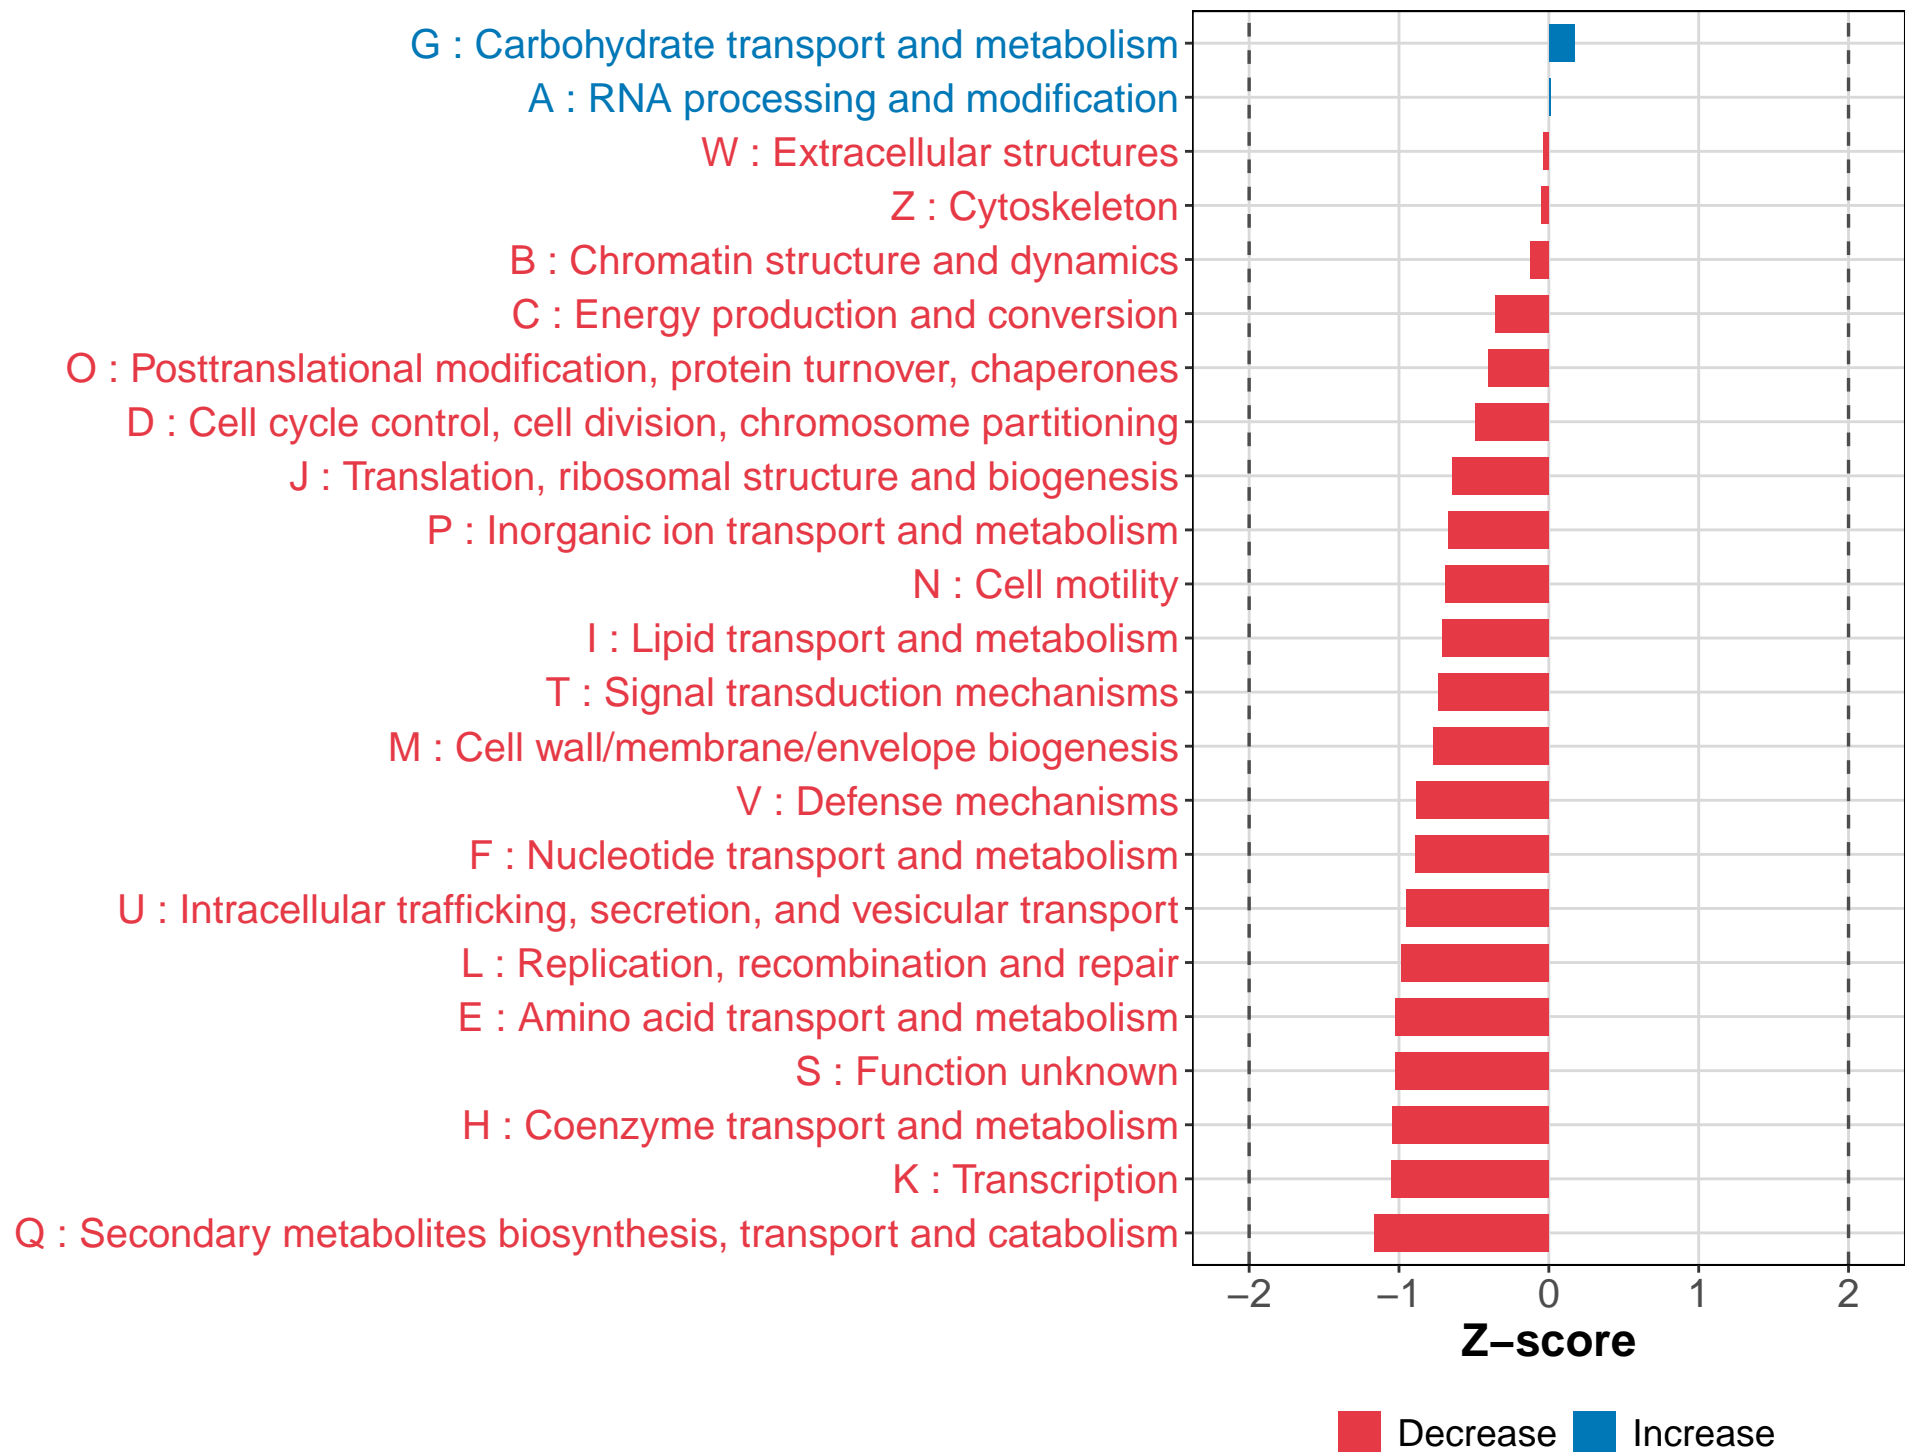 G : Carbohydrate transport and metabolism
A : RNA processing and modification
W : Extracellular structures
Z : Cytoskeleton
B : Chromatin structure and dynamics
C : Energy production and conversion
O : Posttranslational modification, protein turnover, chaperones
D : Cell cycle control, cell division, chromosome partitioning
J : Translation, ribosomal structure and biogenesis
P : Inorganic ion transport and metabolism
N : Cell motility
I : Lipid transport and metabolism
T : Signal transduction mechanisms
M : Cell wall/membrane/envelope biogenesis
V : Defense mechanisms
F : Nucleotide transport and metabolism
U : Intracellular trafficking, secretion, and vesicular transport
L : Replication, recombination and repair
E : Amino acid transport and metabolism
S : Function unknown
H : Coenzyme transport and metabolism
K : Transcription
Q : Secondary metabolites biosynthesis, transport and catabolism
−2 −1 0 1 2
Z−score
Decrease Increase